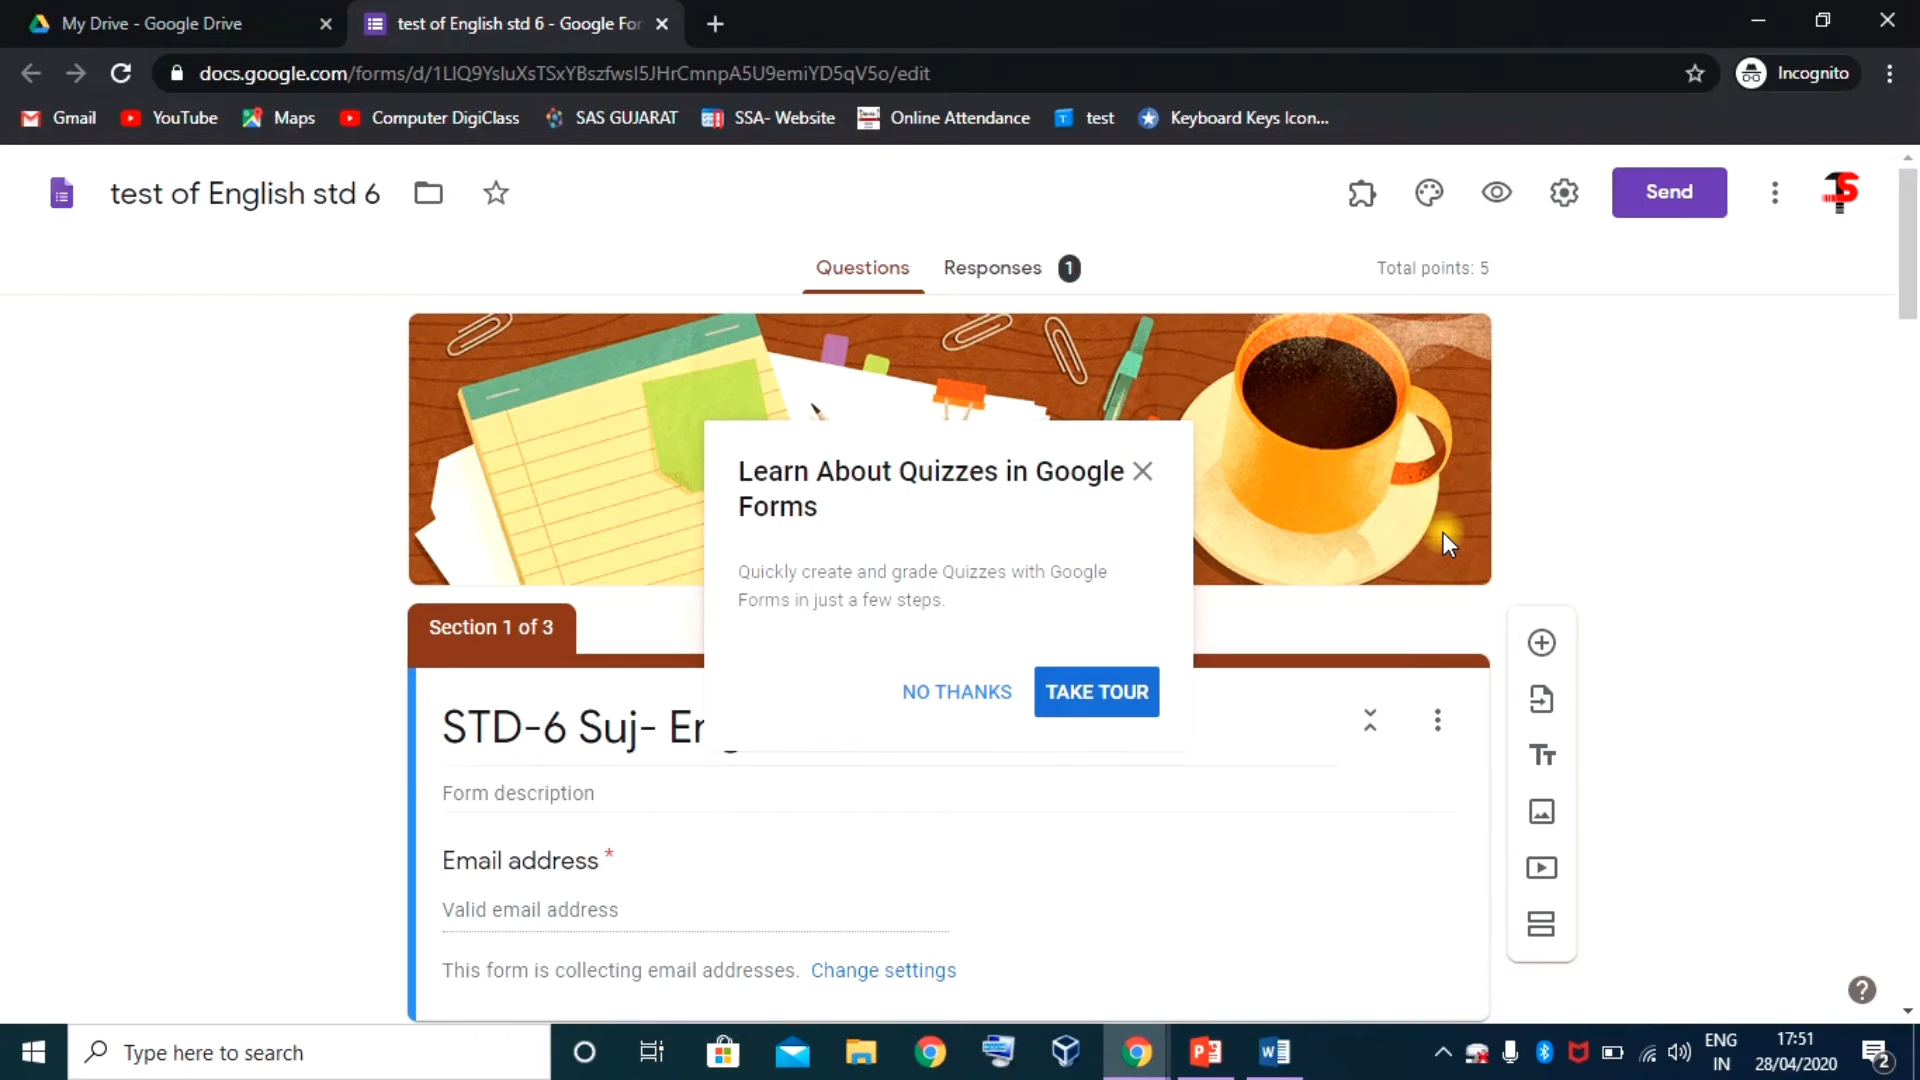 My Drive - Google Drive
test of English std 6 - Google For
docs.google.com/forms/d/1LlQ9YsluXsTSxYBszfwsI5JHrCmnpA5U9emiYD5qV5o/edit
Incognito
Gmail
YouTube
Maps
Computer DigiClass
SAS GUJARAT
SSA- Website
Online Attendance
test
Keyboard Keys Icon...
test of English std 6
Send
Questions
Responses 1
Total points: 5
Learn About Quizzes in Google
Forms
Quickly create and grade Quizzes with Google
Forms in just a few steps.
NO THANKS
TAKE TOUR
Section 1 of 3
STD-6 Suj- En
Form description
Email address *
Valid email address
This form is collecting email addresses. Change settings
Type here to search
ENG
IN
17:51
28/04/2020
2